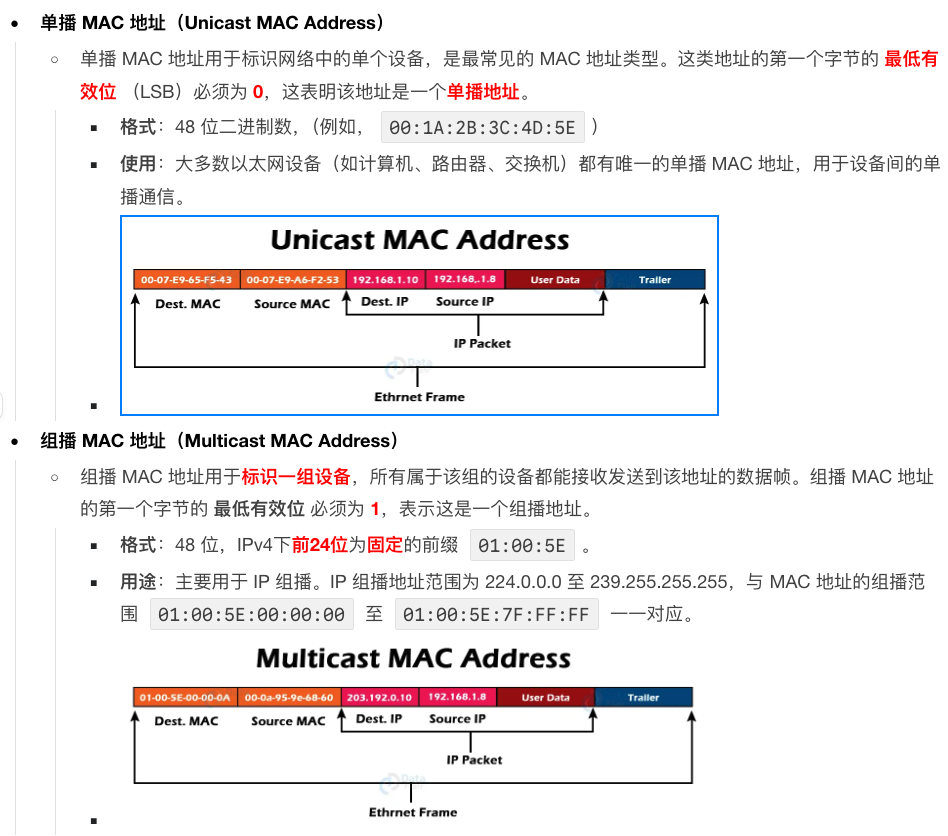 单播 MAC 地址（Unicast MAC Address）
单播 MAC 地址用于标识网络中的单个设备，是最常见的 MAC 地址类型。这类地址的第一个字节的 最低有
效位 （LSB）必须为 0，这表明该地址是一个单播地址。
格式：48 位二进制数，（例如， 00:1A:2B:3C:4D:5E ）
使用：大多数以太网设备（如计算机、路由器、交换机）都有唯一的单播 MAC 地址，用于设备间的单
播通信。
Unicast MAC Address
00-07-E9-65-F5-43 00-07-E9-A6-F2-53 192.168.1.10 192.168,.1.8 User Data Traller
Dest. MAC Source MAC Dest. IP Source IP
IP Packet
Data
Ethrnet Frame
组播 MAC 地址（Multicast MAC Address）
组播 MAC 地址用于标识一组设备，所有属于该组的设备都能接收发送到该地址的数据帧。组播 MAC 地址
的第一个字节的 最低有效位 必须为 1，表示这是一个组播地址。
格式：48 位，IPv4下前24位为固定的前缀 01:00:5E 。
用途：主要用于 IP 组播。IP 组播地址范围为 224.0.0.0 至 239.255.255.255，与 MAC 地址的组播范
围 01:00:5E:00:00:00 至 01:00:5E:7F:FF:FF 一一对应。
Multicast MAC Address
01-00-5E-00-00-0A 00-0a-95-9e-68-60 203.192.0.10 192.168.1.8 User Data Traller
Dest. MAC Source MAC Dest. IP Source IP
IP Packet
Data
Ethrnet Frame